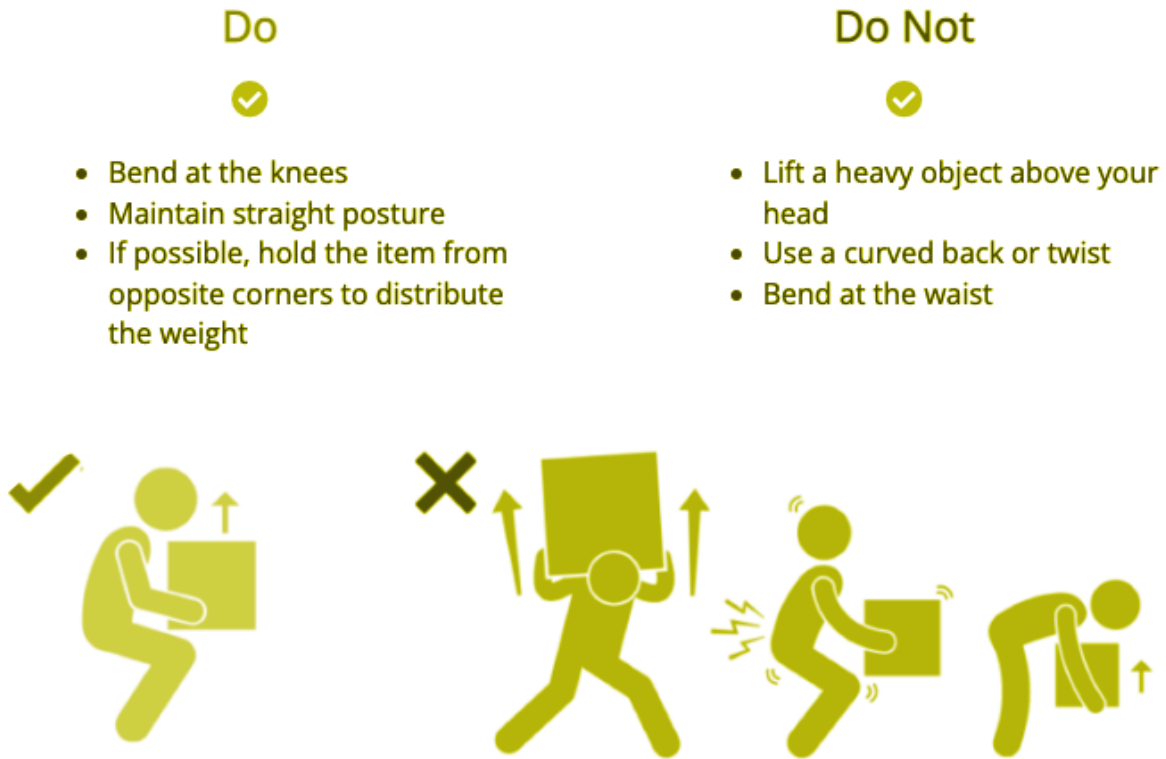 Do
• Bend at the knees
• Maintain straight posture
• If possible, hold the item from
opposite corners to distribute
the weight
Do Not
• Lift a heavy object above your
head
• Use a curved back or twist
• Bend at the waist